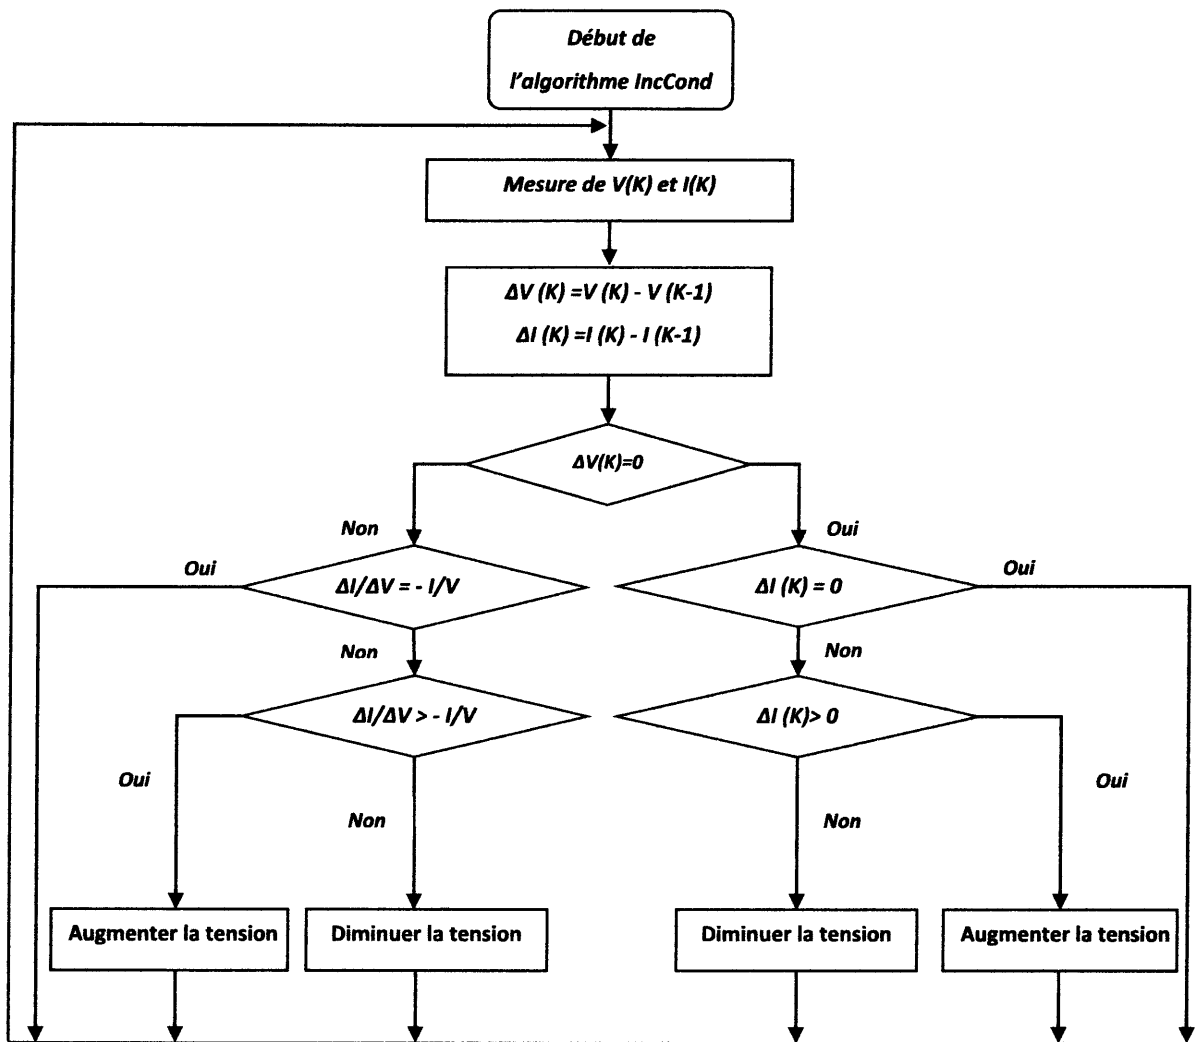 Début de
l'algorithme IncCond
Mesure de V(K) et I(K)
ΔV (K) =V (K) - V (K-1)
ΔI (K) =I (K) - I (K-1)
ΔV(K)=0
Non
Oui
Oui
ΔI/ΔV = - I/V
ΔI (K) = 0
Oui
Non
Non
ΔI/ΔV > - I/V
ΔI (K)> 0
Oui
Non
Non
Oui
Augmenter la tension
Diminuer la tension
Diminuer la tension
Augmenter la tension